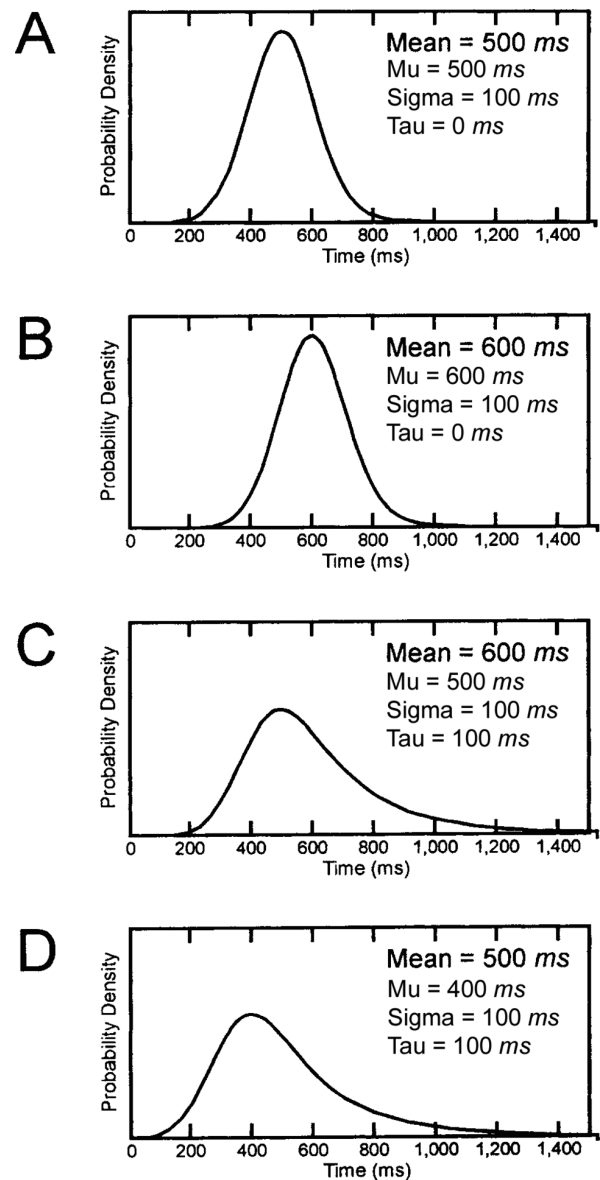 A
Probability Density
Mean = 500 ms
Mu = 500 ms
Sigma = 100 ms
Tau = 0 ms
0 200 400 600 800 1,000 1,200 1,400
Time (ms)
B
Probability Density
Mean = 600 ms
Mu = 600 ms
Sigma = 100 ms
Tau = 0 ms
0 200 400 600 800 1,000 1,200 1,400
Time (ms)
C
Probability Density
Mean = 600 ms
Mu = 500 ms
Sigma = 100 ms
Tau = 100 ms
0 200 400 600 800 1,000 1,200 1,400
Time (ms)
D
Probability Density
Mean = 500 ms
Mu = 400 ms
Sigma = 100 ms
Tau = 100 ms
0 200 400 600 800 1,000 1,200 1,400
Time (ms)